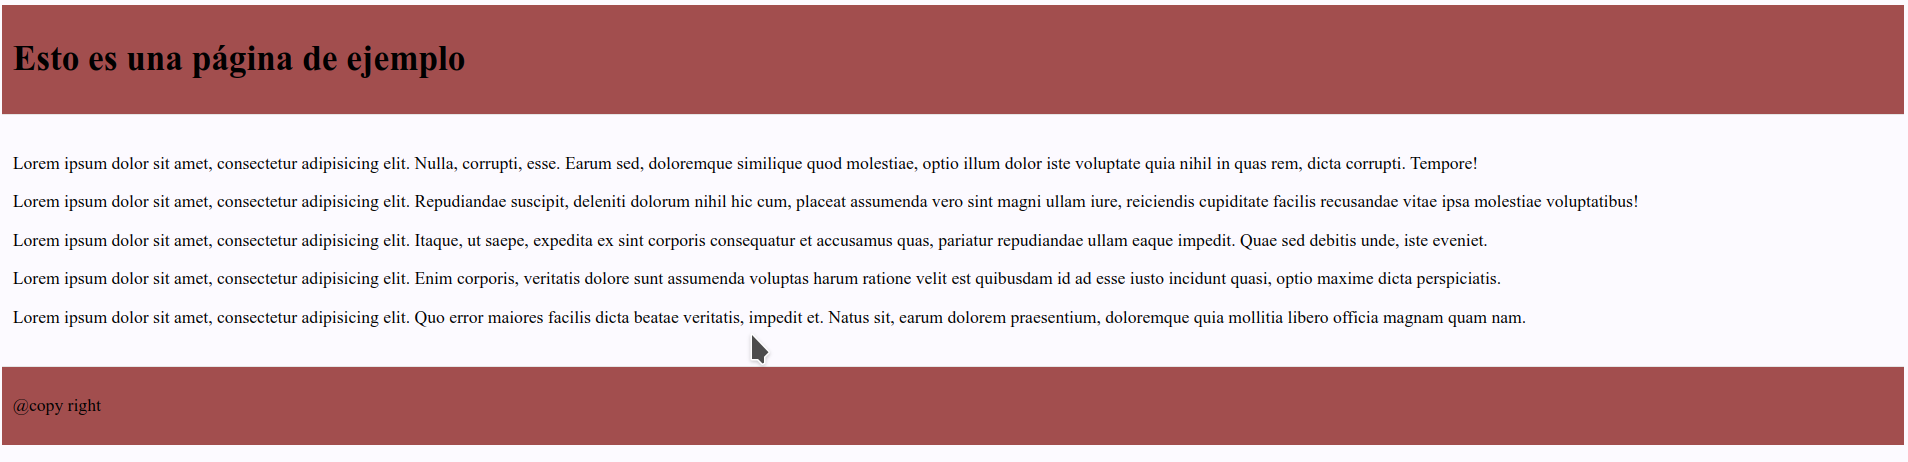 Esto es una página de ejemplo
Lorem ipsum dolor sit amet, consectetur adipisicing elit. Nulla, corrupti, esse. Earum sed, doloremque similique quod molestiae, optio illum dolor iste voluptate quia nihil in quas rem, dicta corrupti. Tempore!
Lorem ipsum dolor sit amet, consectetur adipisicing elit. Repudiandae suscipit, deleniti dolorum nihil hic cum, placeat assumenda vero sint magni ullam iure, reiciendis cupiditate facilis recusandae vitae ipsa molestiae voluptatibus!
Lorem ipsum dolor sit amet, consectetur adipisicing elit. Itaque, ut saepe, expedita ex sint corporis consequatur et accusamus quas, pariatur repudiandae ullam eaque impedit. Quae sed debitis unde, iste eveniet.
Lorem ipsum dolor sit amet, consectetur adipisicing elit. Enim corporis, veritatis dolore sunt assumenda voluptas harum ratione velit est quibusdam id ad esse iusto incidunt quasi, optio maxime dicta perspiciatis.
Lorem ipsum dolor sit amet, consectetur adipisicing elit. Quo error maiores facilis dicta beatae veritatis, impedit et. Natus sit, earum dolorem praesentium, doloremque quia mollitia libero officia magnam quam nam.
@copy right